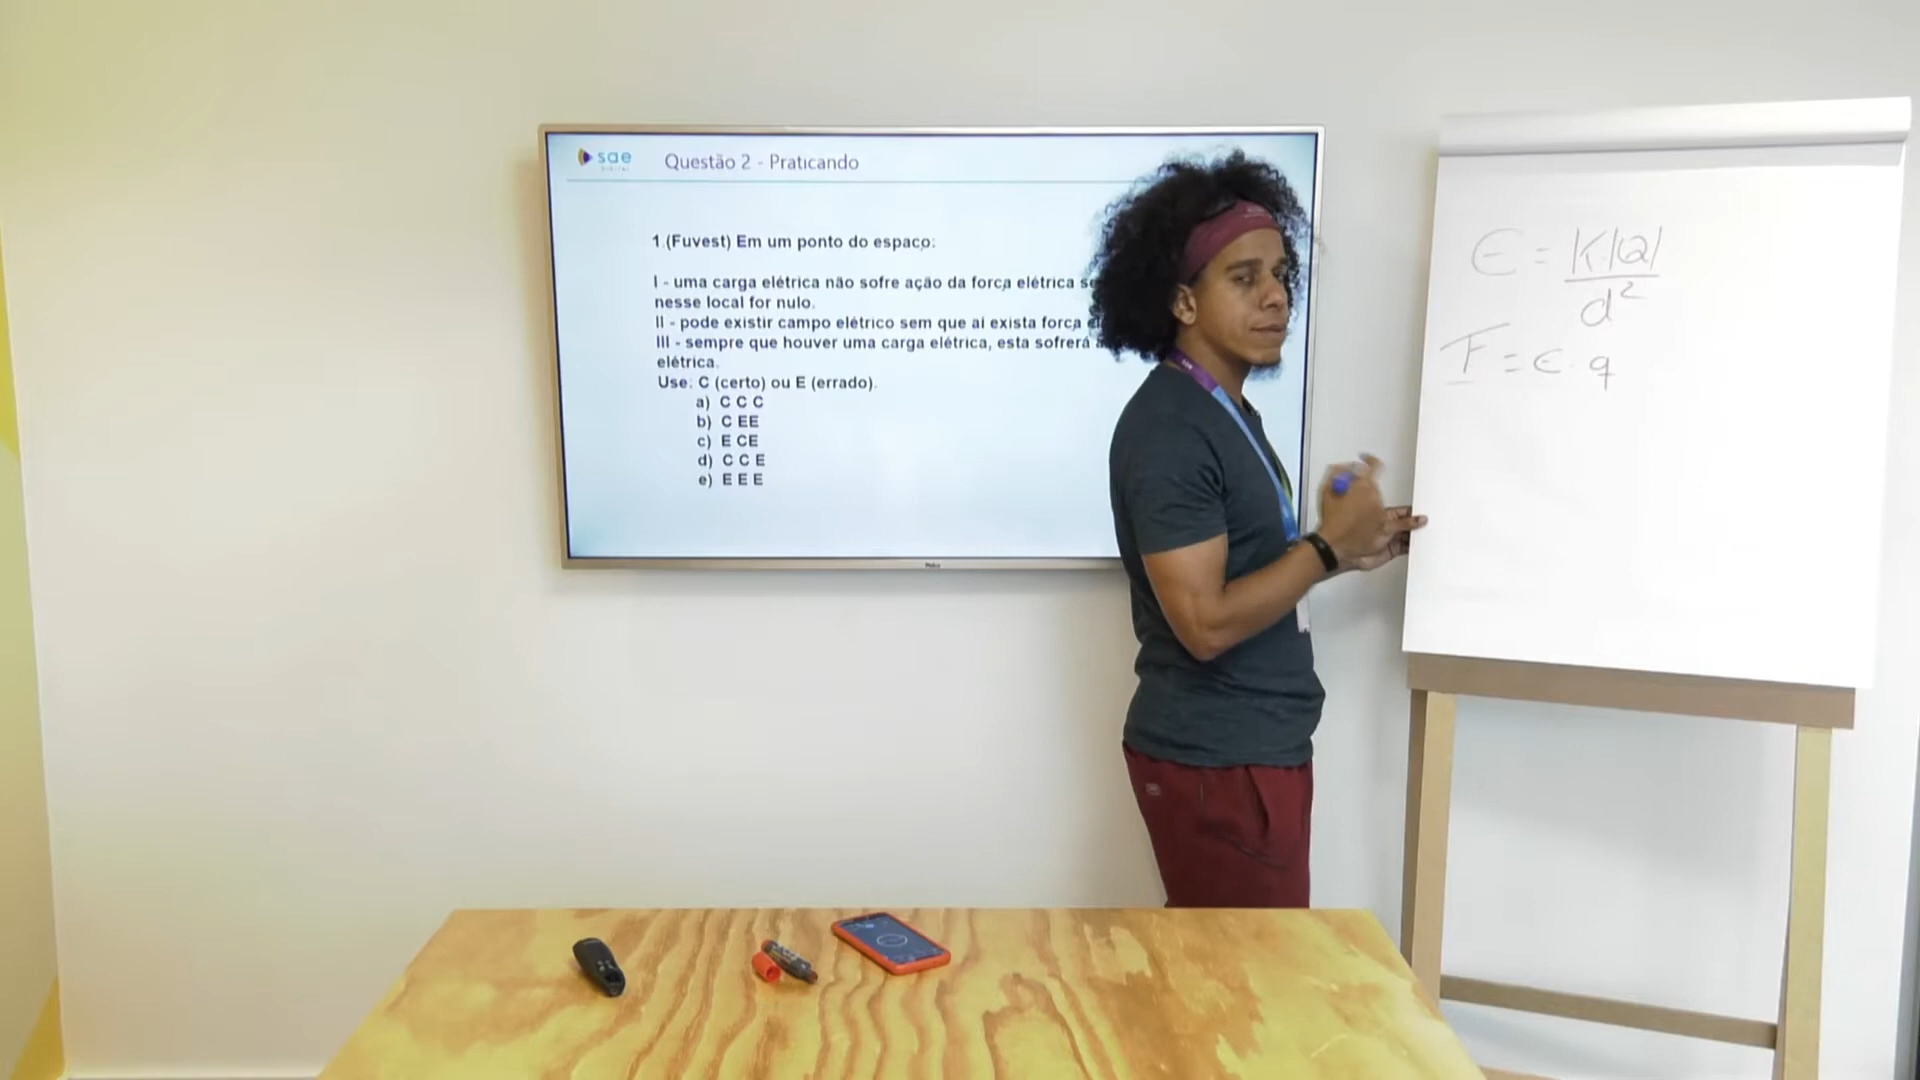 sae
DIGITAL
Questão 2 - Praticando
1.(Fuvest) Em um ponto do espaço:
I - uma carga elétrica não sofre ação da força elétrica se
nesse local for nulo.
II - pode existir campo elétrico sem que aí exista força
III - sempre que houver uma carga elétrica, esta sofrerá
elétrica.
Use: C (certo) ou E (errado).
a) C C C
b) C EE
c) E CE
d) C C E
e) E E E
Philco
E = K.|Q|
d²
F = E . q